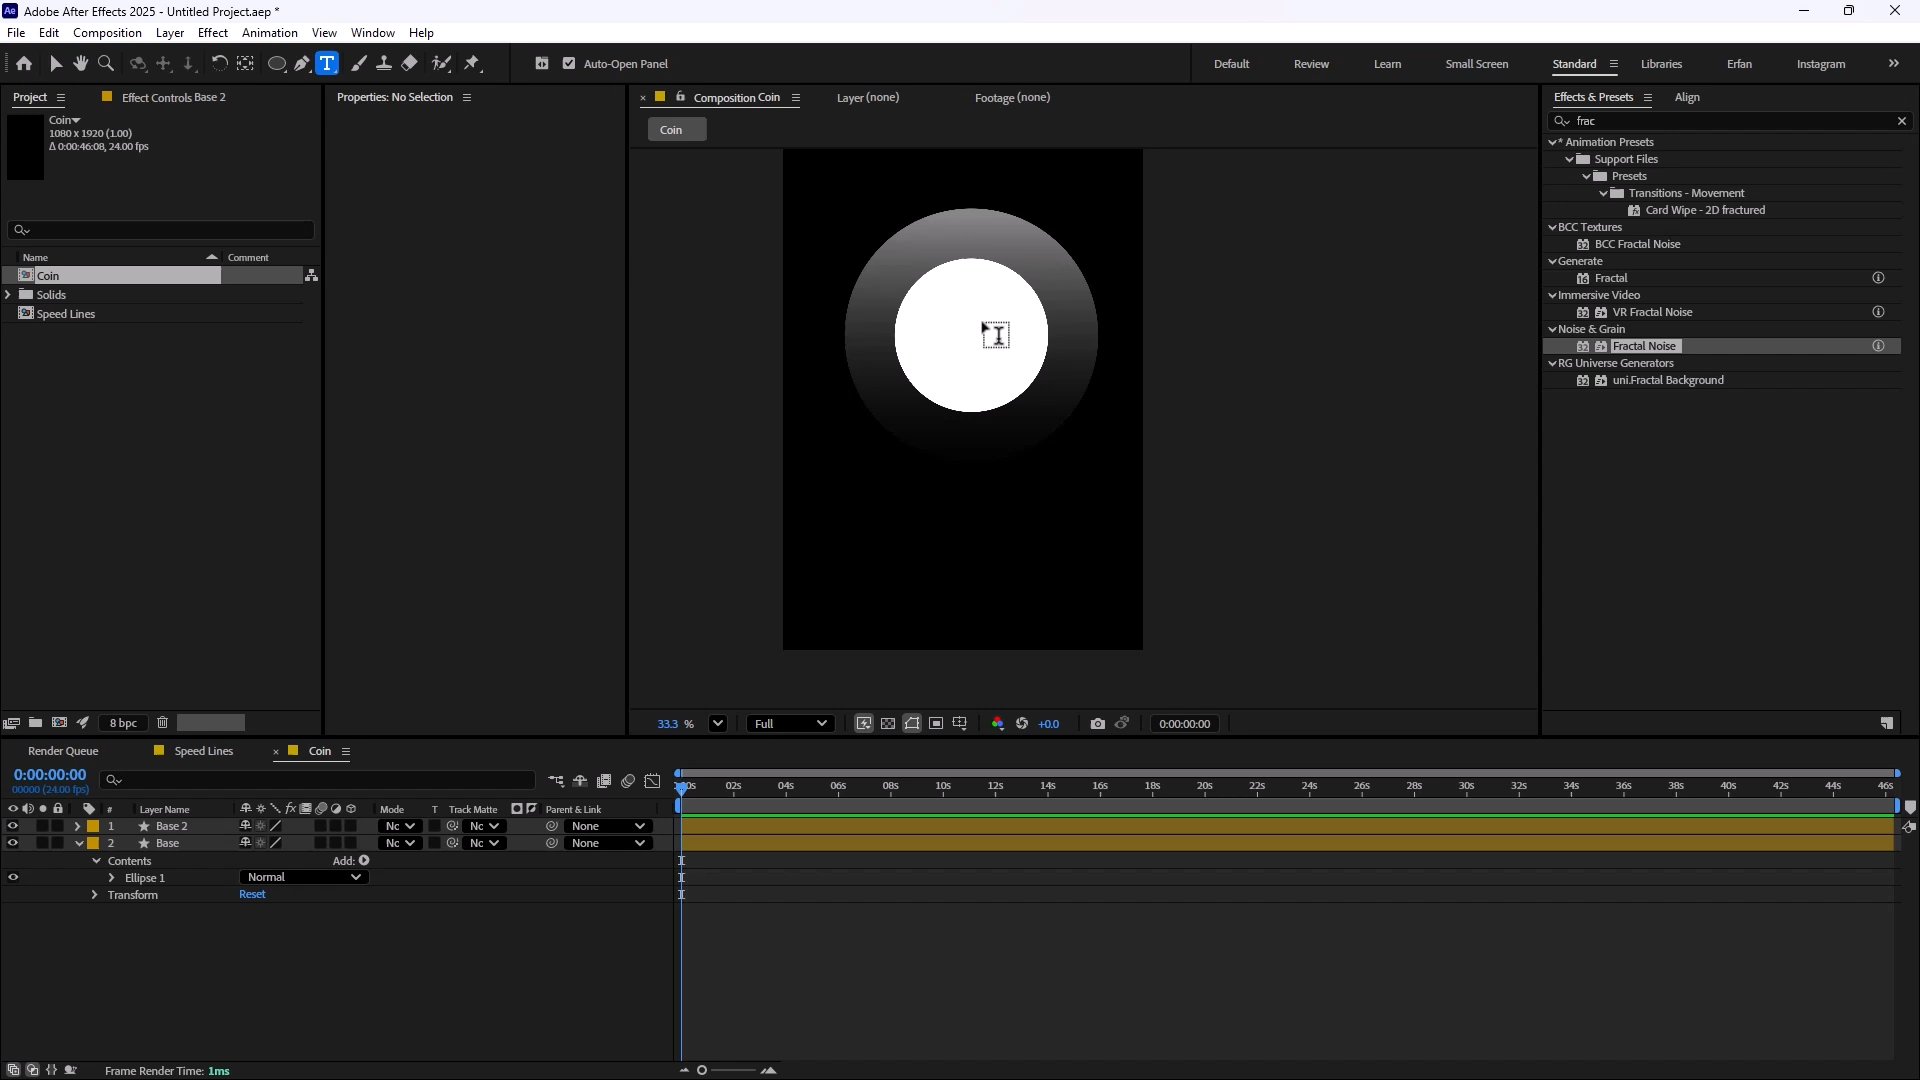 Adobe After Effects 2025 - Untitled Project.aep *
File Edit Composition Layer Effect Animation View Window Help
Auto-Open Panel
Default Review Learn Small Screen Standard Libraries Erfan Instagram
Project
Effect Controls Base 2
Coin
1080 x 1920 (1.00)
Δ 0:00:46:08, 24.00 fps
Name Comment
Coin
Solids
Speed Lines
8 bpc
Properties: No Selection
Composition Coin
Layer (none)
Footage (none)
Coin
33.3 %
Full
+0.0
0:00:00:00
Effects & Presets
Align
frac
* Animation Presets
Support Files
Presets
Transitions - Movement
Card Wipe - 2D fractured
BCC Textures
BCC Fractal Noise
Generate
Fractal
Immersive Video
VR Fractal Noise
Noise & Grain
Fractal Noise
RG Universe Generators
uni.Fractal Background
Render Queue
Speed Lines
Coin
0:00:00:00
00000 (24.00 fps)
# Layer Name Mode T Track Matte Parent & Link
1 Base 2 Nc Nc None
2 Base Nc Nc None
Contents Add:
Ellipse 1 Normal
Transform Reset
02s 04s 06s 08s 10s 12s 14s 16s 18s 20s 22s 24s 26s 28s 30s 32s 34s 36s 38s 40s 42s 44s 46s
Frame Render Time: 1ms